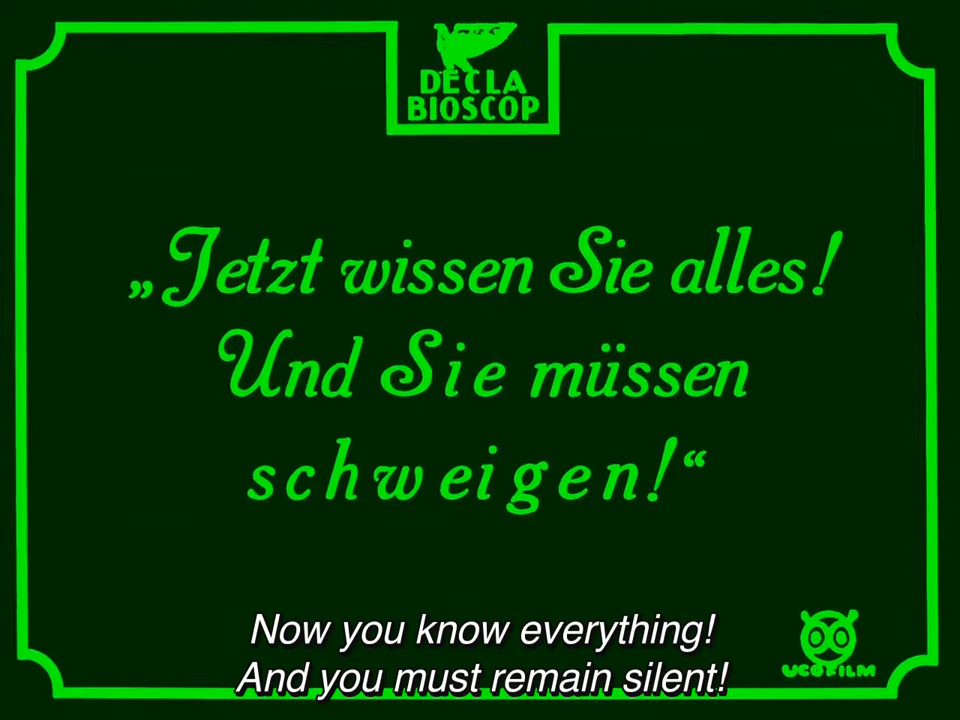 DECLA
BIOSCOP
„Jetzt wissen Sie alles!
Und Sie müssen
schweigen!“
Now you know everything!
And you must remain silent!
UCOFILM